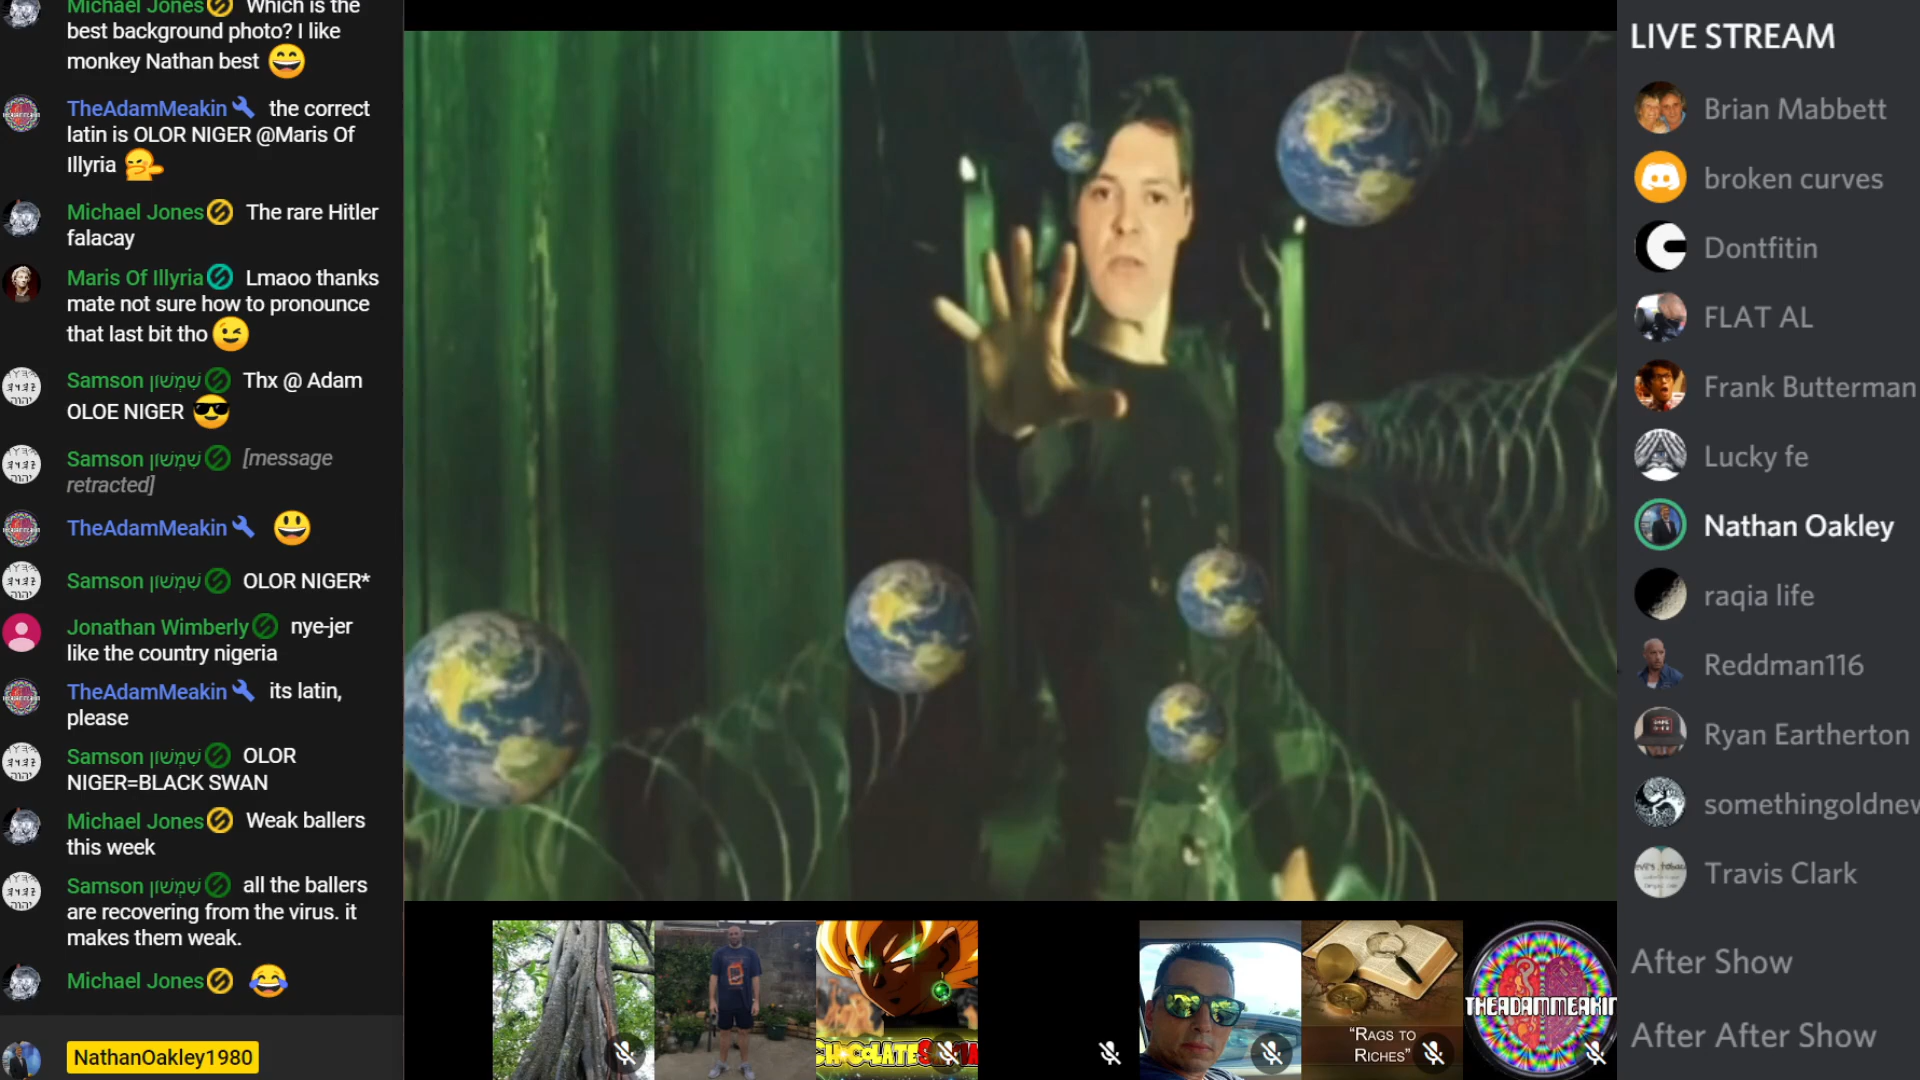 Michael Jones Which is the
best background photo? I like
monkey Nathan best 😄
TheAdamMeakin the correct
latin is OLOR NIGER @Maris Of
Illyria
Michael Jones The rare Hitler
falacay
Maris Of Illyria Lmaoo thanks
mate not sure how to pronounce
that last bit tho 😉
Samson שִׁמְשׁוֹן Thx @ Adam
OLOE NIGER 😎
Samson שִׁמְשׁוֹן [message
retracted]
TheAdamMeakin 😃
Samson שִׁמְשׁוֹן OLOR NIGER*
Jonathan Wimberly nye-jer
like the country nigeria
TheAdamMeakin its latin,
please
Samson שִׁמְשׁוֹן OLOR
NIGER=BLACK SWAN
Michael Jones Weak ballers
this week
Samson שִׁמְשׁוֹן all the ballers
are recovering from the virus. it
makes them weak.
Michael Jones 😂
NathanOakley1980
"RAGS TO
RICHES"
THEADAMMEAKIN
LIVE STREAM
Brian Mabbett
broken curves
Dontfitin
FLAT AL
Frank Butterman
Lucky fe
Nathan Oakley
raqia life
Reddman116
Ryan Eartherton
somethingoldnew
Travis Clark
After Show
After After Show